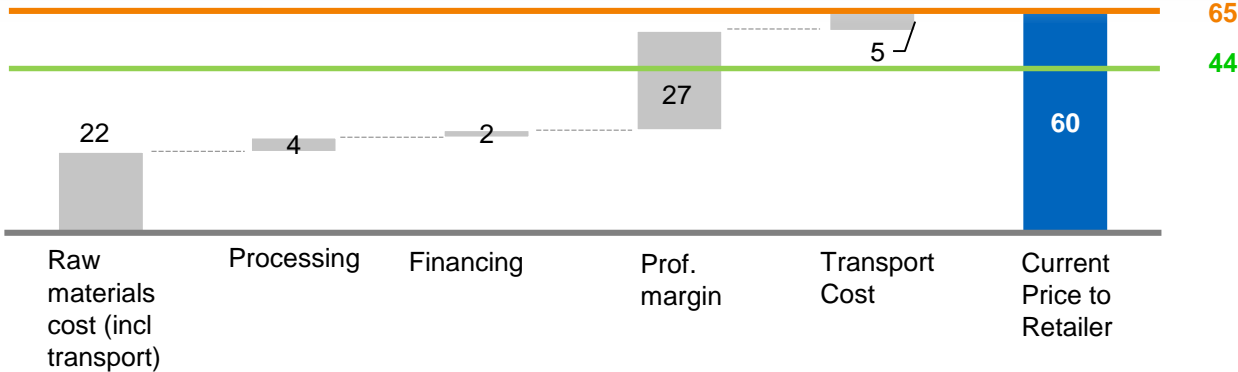 65
44
22
4
2
27
5
60
Raw
materials
cost (incl
transport)
Processing
Financing
Prof.
margin
Transport
Cost
Current
Price to
Retailer